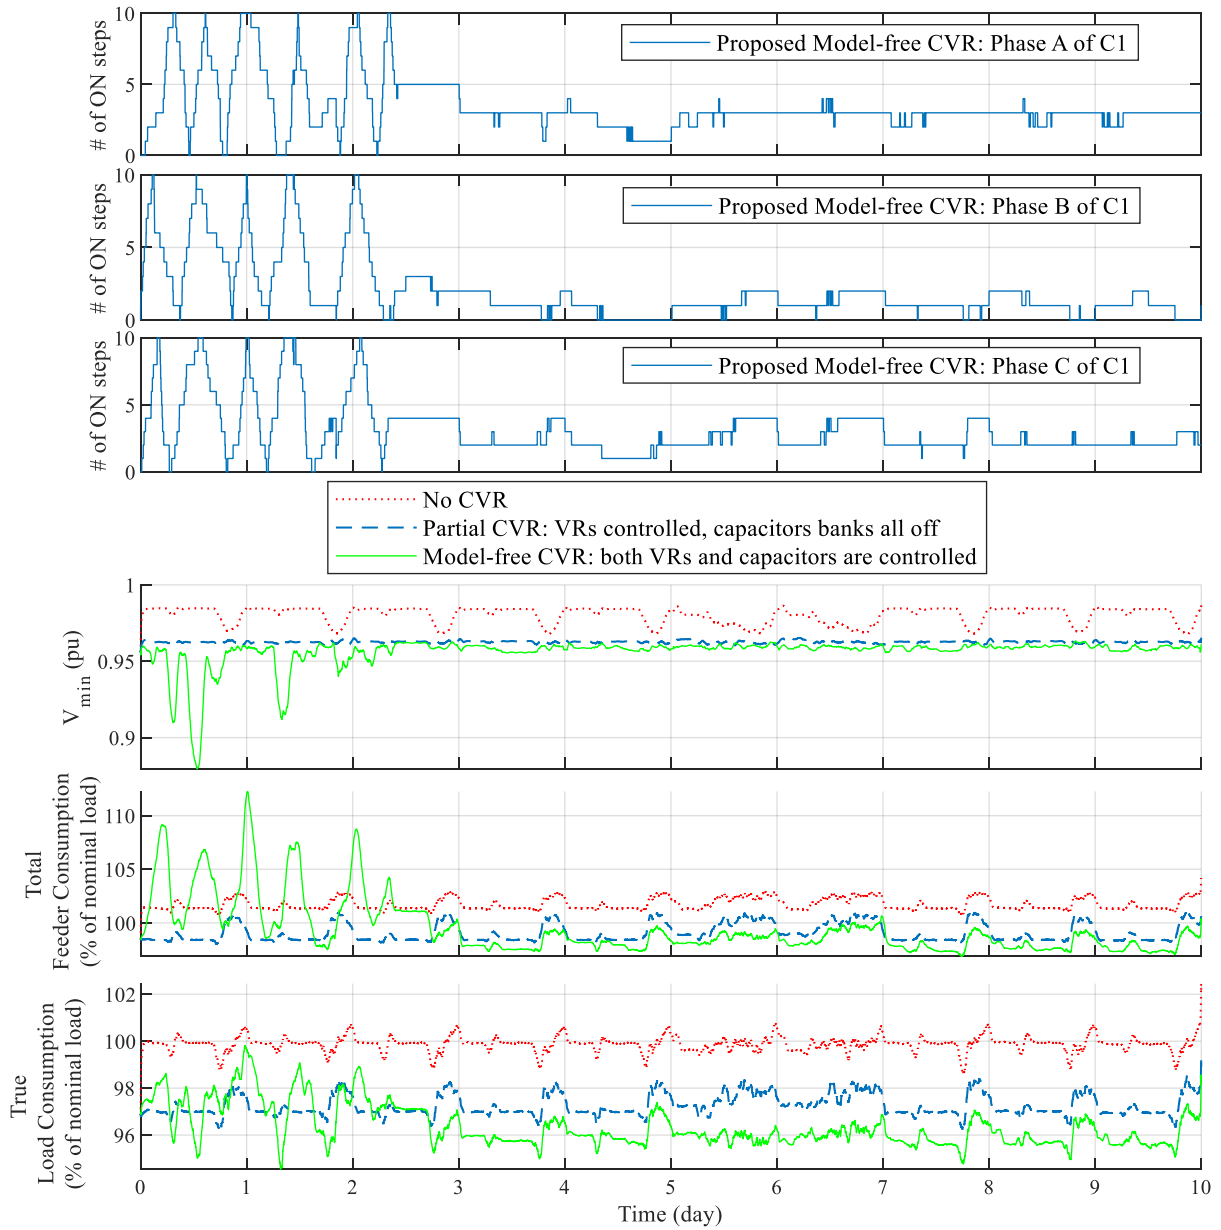 10
5
0
# of ON steps
Proposed Model-free CVR: Phase A of C1
10
5
0
# of ON steps
Proposed Model-free CVR: Phase B of C1
10
5
0
# of ON steps
Proposed Model-free CVR: Phase C of C1
No CVR
Partial CVR: VRs controlled, capacitors banks all off
Model-free CVR: both VRs and capacitors are controlled
1
0.95
0.9
V_min (pu)
110
105
100
Total
Feeder Consumption
(% of nominal load)
102
100
98
96
True
Load Consumption
(% of nominal load)
0 1 2 3 4 5 6 7 8 9 10
Time (day)